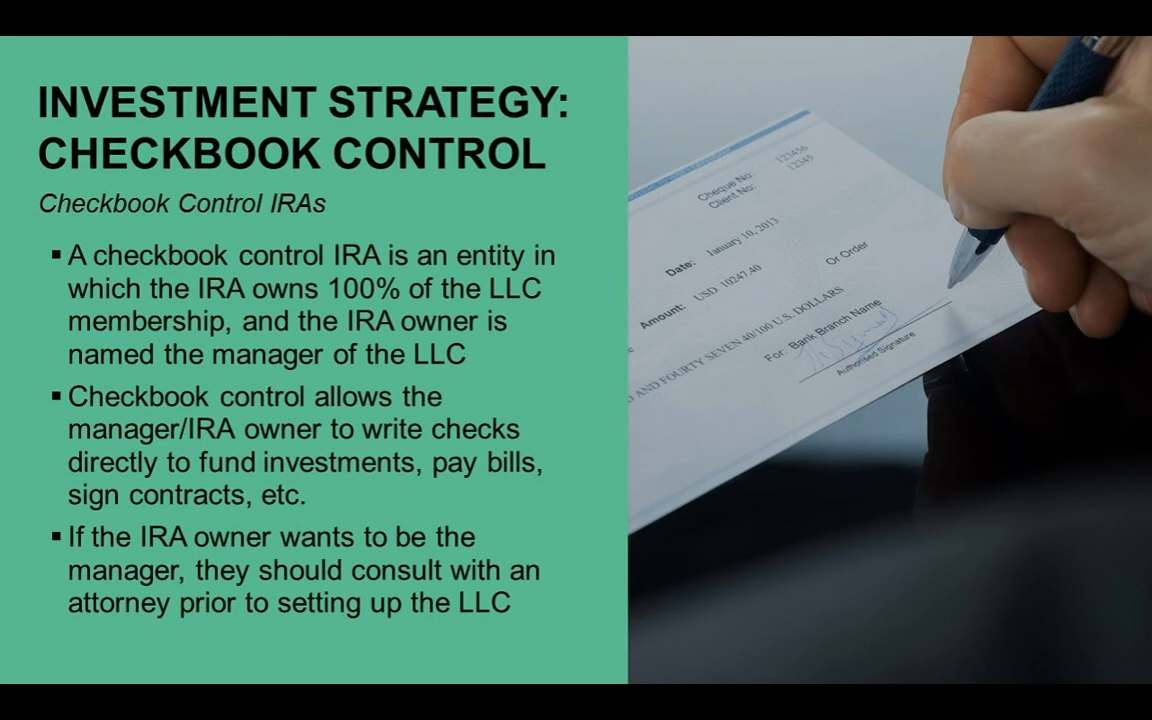 INVESTMENT STRATEGY:
CHECKBOOK CONTROL
Checkbook Control IRAs
▪ A checkbook control IRA is an entity in
which the IRA owns 100% of the LLC
membership, and the IRA owner is
named the manager of the LLC
▪ Checkbook control allows the
manager/IRA owner to write checks
directly to fund investments, pay bills,
sign contracts, etc.
▪ If the IRA owner wants to be the
manager, they should consult with an
attorney prior to setting up the LLC
Cheque No: 123456
Client No: 12345
Date: January 10, 2013
Amount: USD 10247.40
Or Order
AND FOURTY SEVEN 40/100 U.S. DOLLARS
For: Bank Branch Name
Authorised Signature